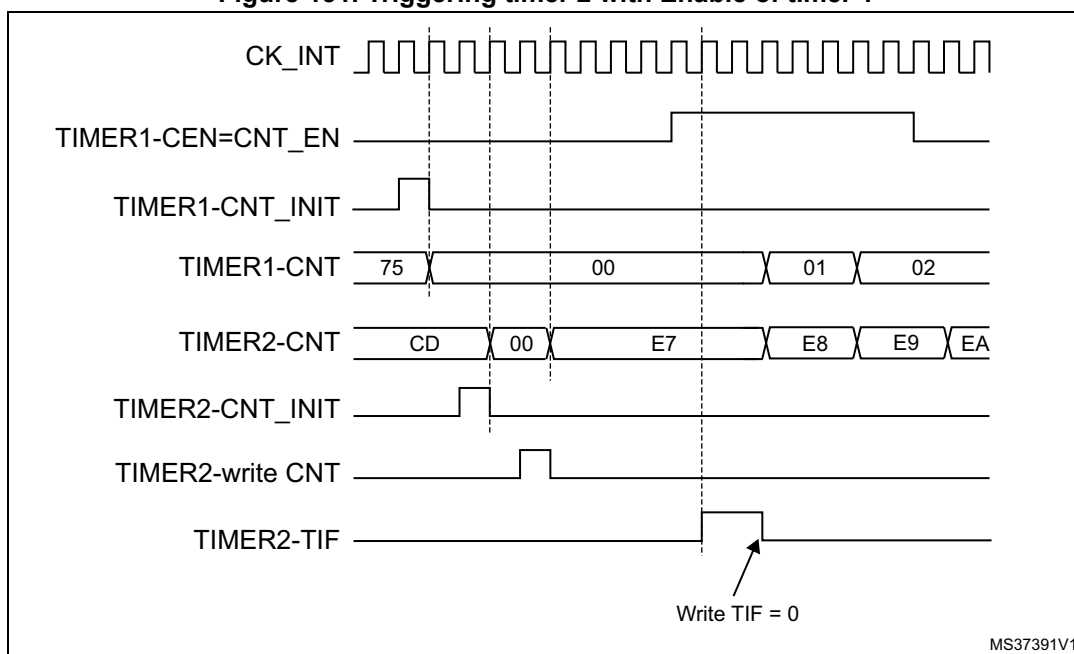 Figure Triggering timer 2 with Enable of timer 1
CK_INT
TIMER1-CEN=CNT_EN
TIMER1-CNT_INIT
TIMER1-CNT 75 00 01 02
TIMER2-CNT CD 00 E7 E8 E9 EA
TIMER2-CNT_INIT
TIMER2-write CNT
TIMER2-TIF
Write TIF = 0
MS37391V1